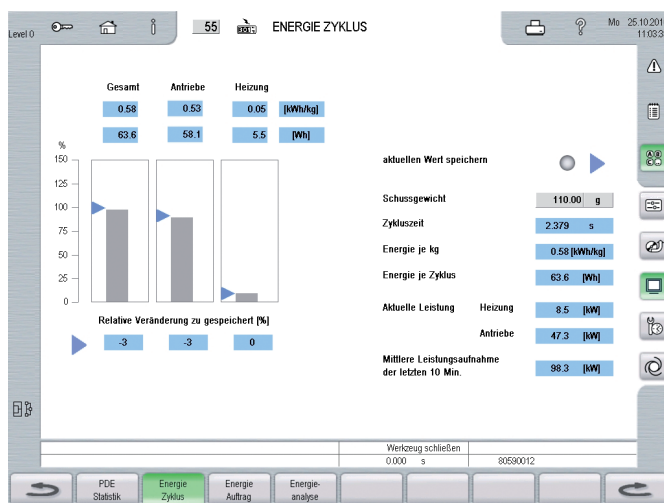 Level 0
55
ENERGIE ZYKLUS
Mo 25.10.201
11:03:3
Gesamt Antriebe Heizung
0.58 0.53 0.05 [kWh/kg]
63.6 58.1 5.5 [Wh]
%
150
125
100
75
50
25
0
Relative Veränderung zu gespeichert [%]
-3 -3 0
aktuellen Wert speichern
Schussgewicht 110.00 g
Zykluszeit 2.379 s
Energie je kg 0.58 [kWh/kg]
Energie je Zyklus 63.6 [Wh]
Aktuelle Leistung Heizung 8.5 [kW]
Antriebe 47.3 [kW]
Mittlere Leistungsaufnahme
der letzten 10 Min. 98.3 [kW]
Werkzeug schließen
0.000 s 80590012
PDE
Statistik
Energie
Zyklus
Energie
Auftrag
Energie-
analyse